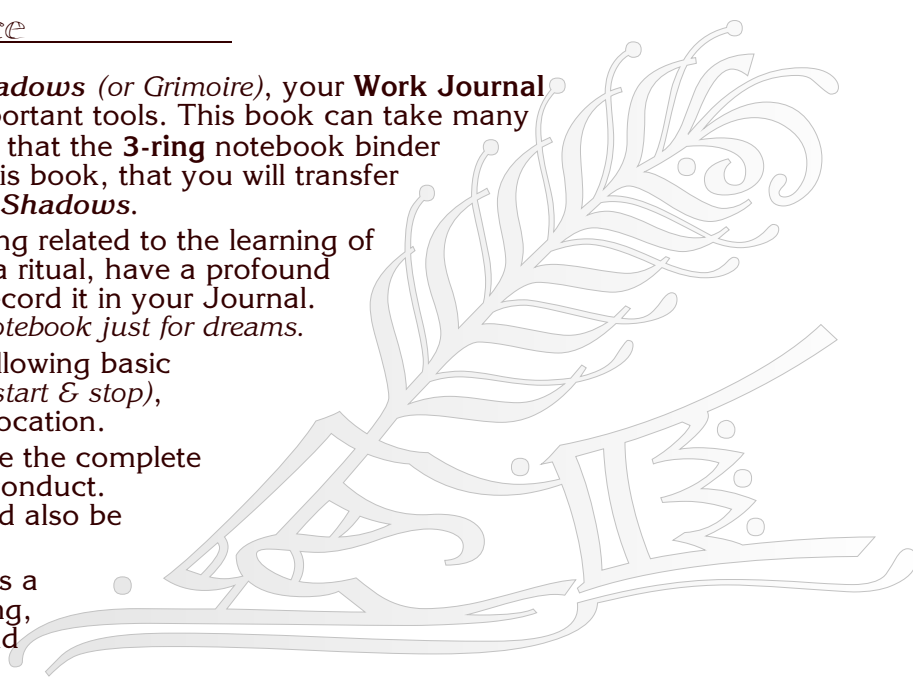 ce
adows (or Grimoire), your Work Journal
portant tools. This book can take many
that the 3-ring notebook binder
is book, that you will transfer
Shadows.
ng related to the learning of
a ritual, have a profound
ecord it in your Journal.
otebook just for dreams.
llowing basic
start & stop),
ocation.
e the complete
onduct.
d also be
s a
ng,
d